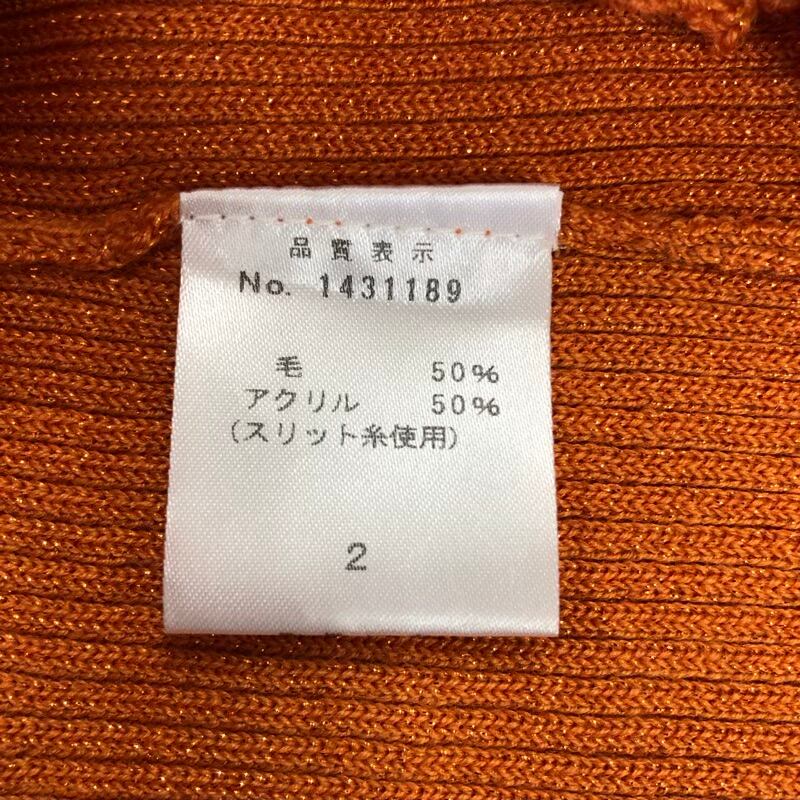 品質表示
No. 1431189
毛 50%
アクリル 50%
(スリット糸使用)
2